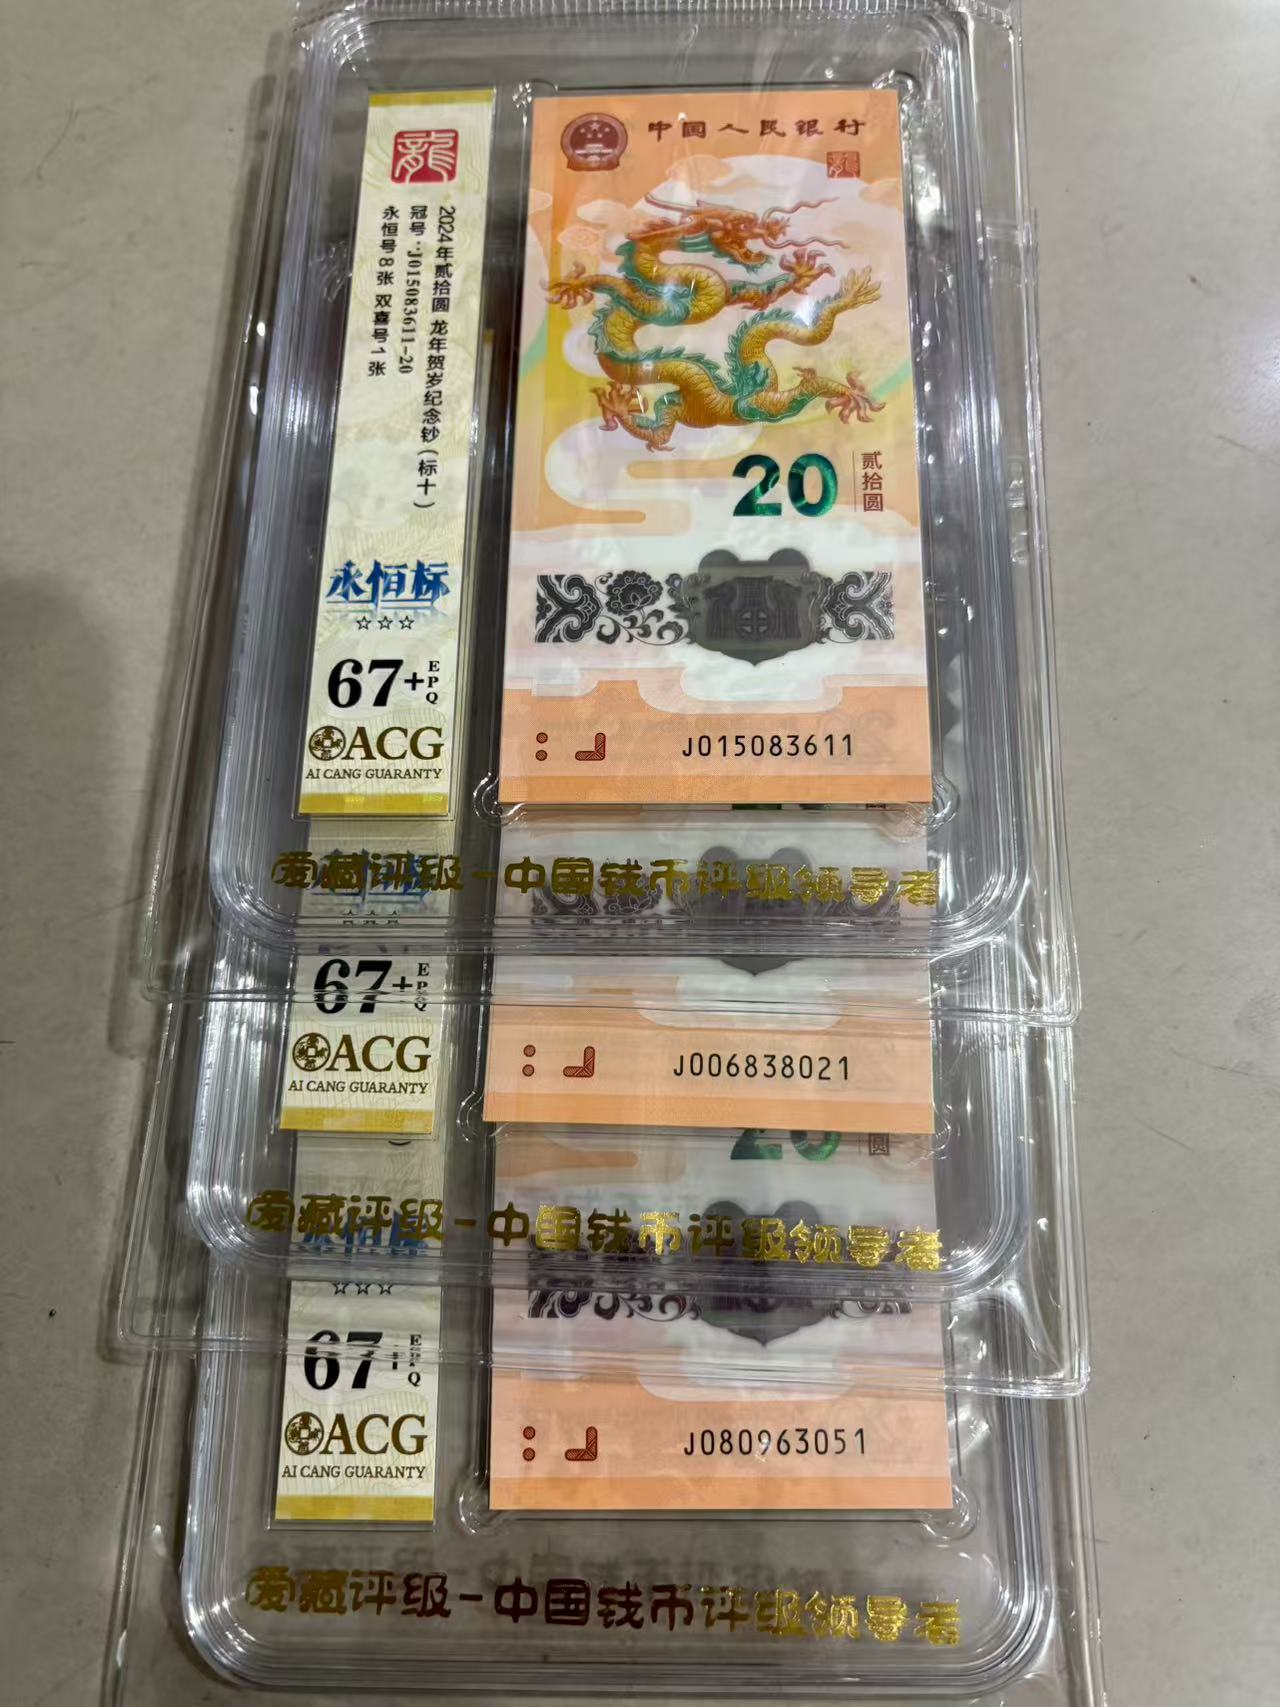 龍
2024年贰拾圆 龙年贺岁纪念钞(标十)
冠号:J015083611-20
永恒号8张 双喜号1张
永恒标
☆☆☆
67+
EPQ
ACG
AI CANG GUARANTY
中国人民银行
龍
20
贰拾圆
J015083611
爱藏评级-中国钱币评级领导者
67+
EPQ
ACG
AI CANG GUARANTY
J006838021
20
圆
爱藏评级-中国钱币评级领导者
☆☆☆
67+
EPQ
ACG
AI CANG GUARANTY
J080963051
爱藏评级-中国钱币评级领导者